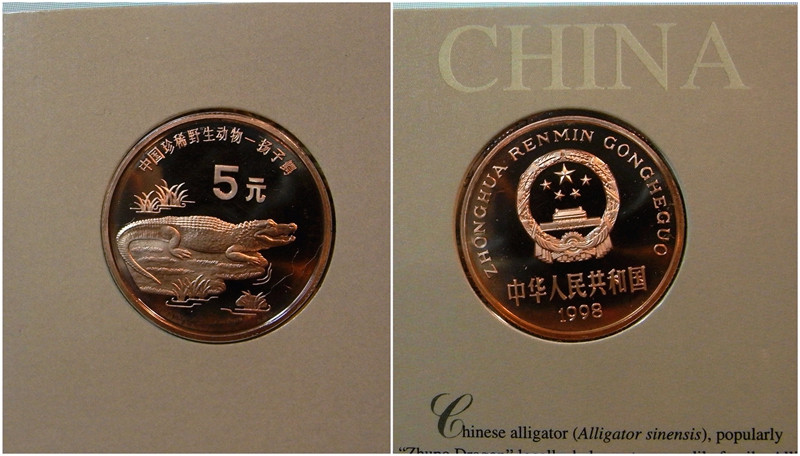 中国珍稀野生动物—扬子鳄
5元
CHINA
ZHONGHUA RENMIN GONGHEGUO
中华人民共和国
1998
Chinese alligator (Alligator sinensis), popularly